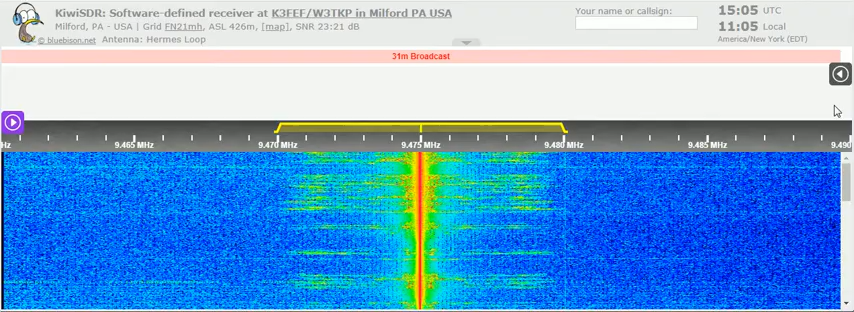 KiwiSDR: Software-defined receiver at K3FEF/W3TKP in Milford PA USA
Milford, PA - USA | Grid FN21mh, ASL 426m, [map], SNR 23:21 dB
© bluebison.net Antenna: Hermes Loop
Your name or callsign:
15:05 UTC
11:05 Local
America/New York (EDT)
31m Broadcast
Hz 9.465 MHz 9.470 MHz 9.475 MHz 9.480 MHz 9.485 MHz 9.490